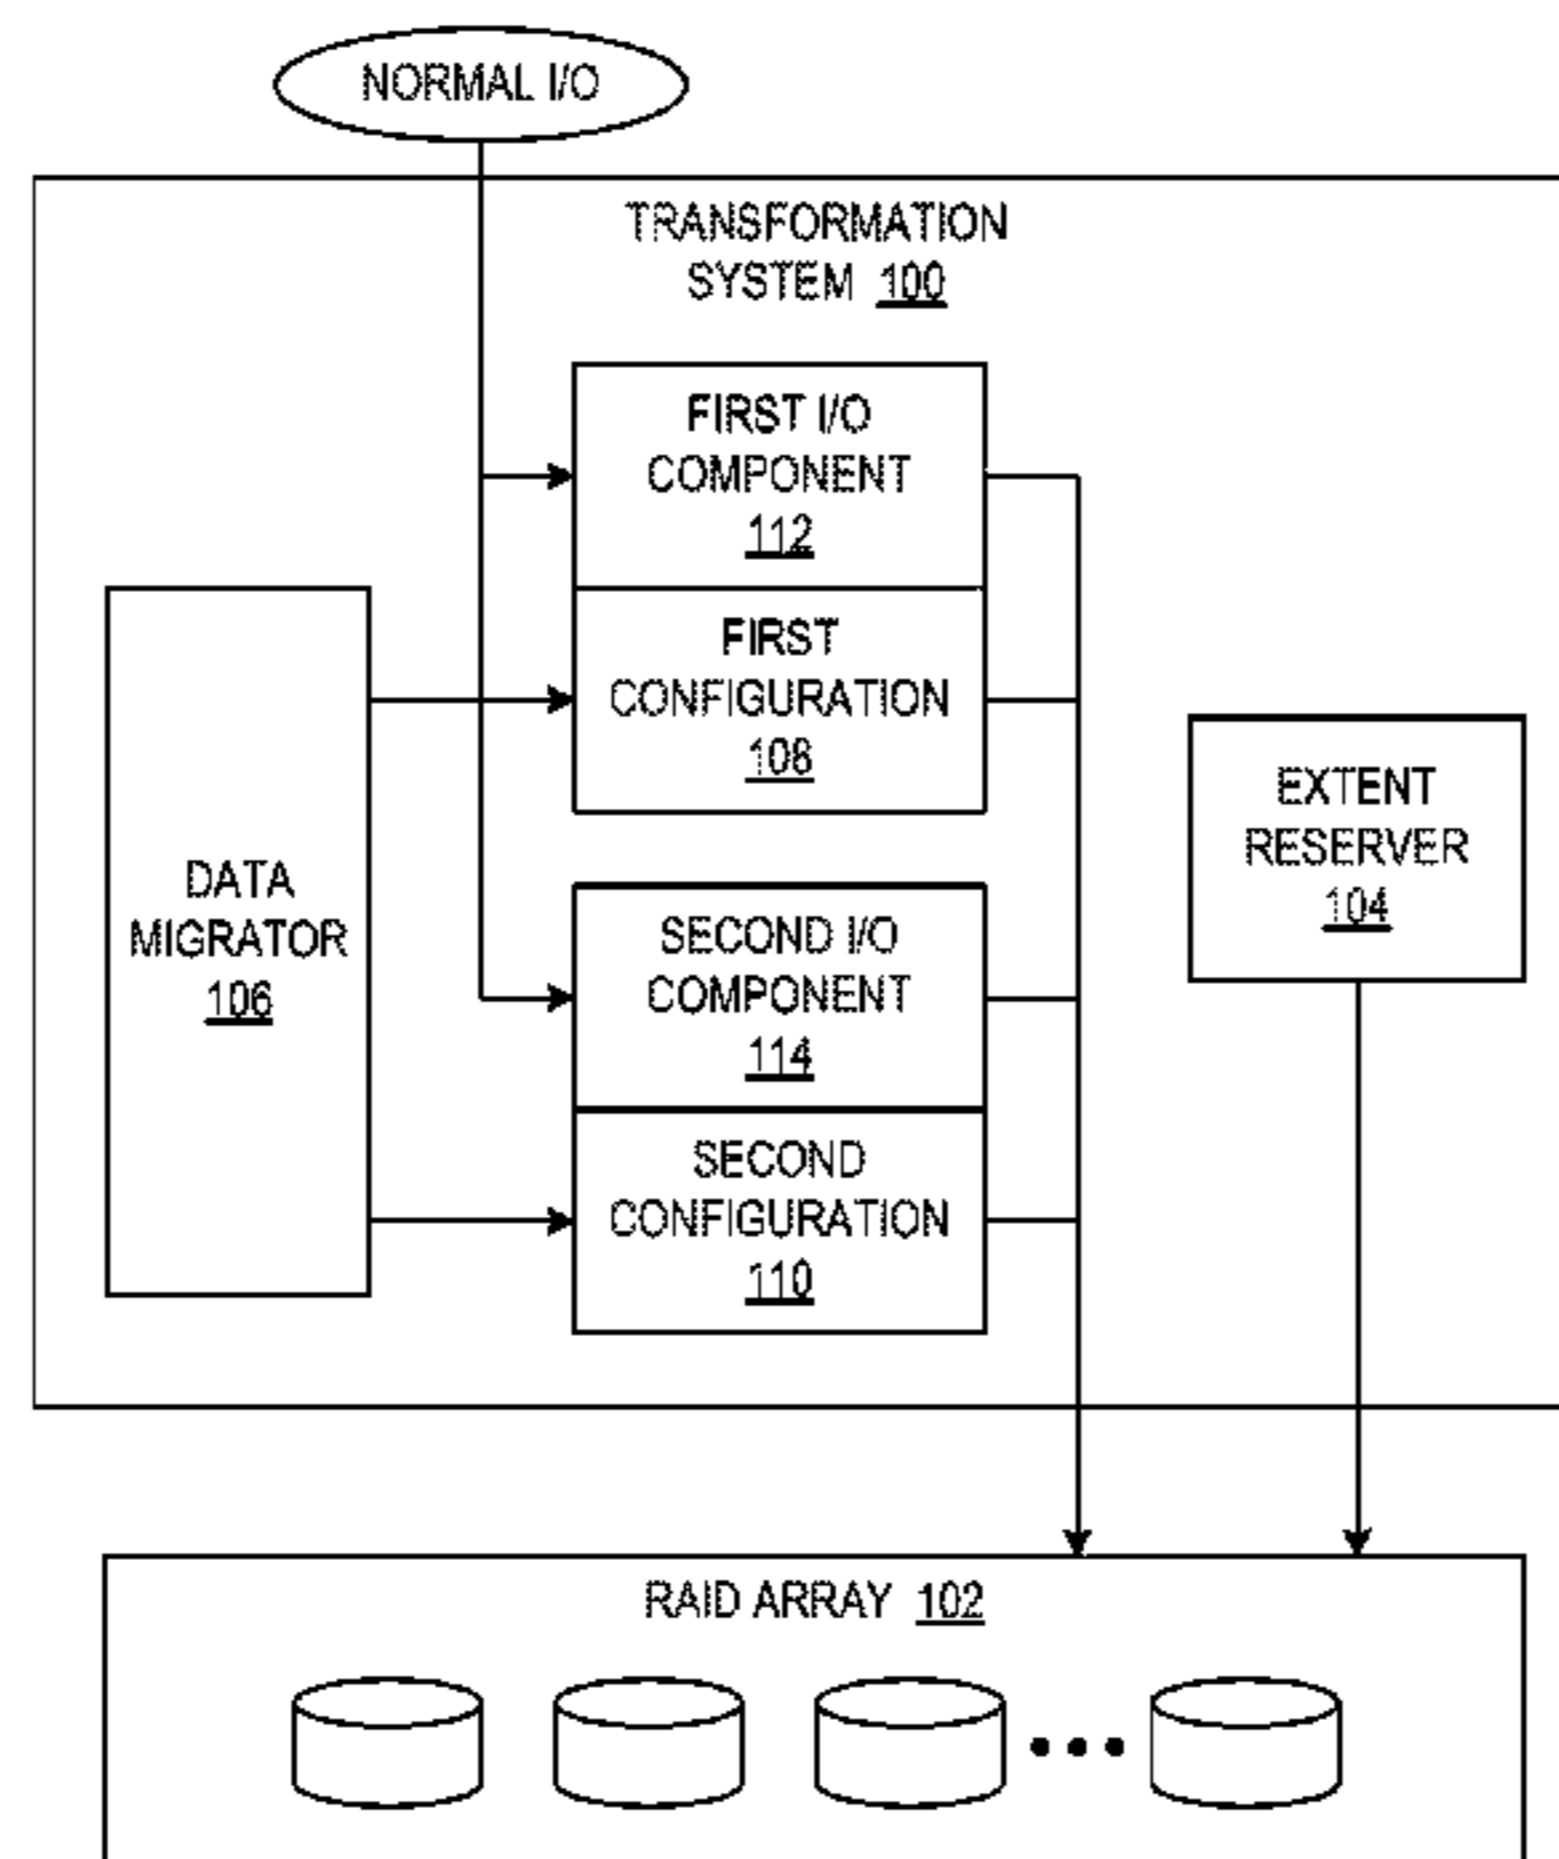 NORMAL I/O
TRANSFORMATION
SYSTEM 100
FIRST I/O
COMPONENT
112
FIRST
CONFIGURATION
108
DATA
MIGRATOR
106
SECOND I/O
COMPONENT
114
SECOND
CONFIGURATION
110
EXTENT
RESERVER
104
RAID ARRAY 102